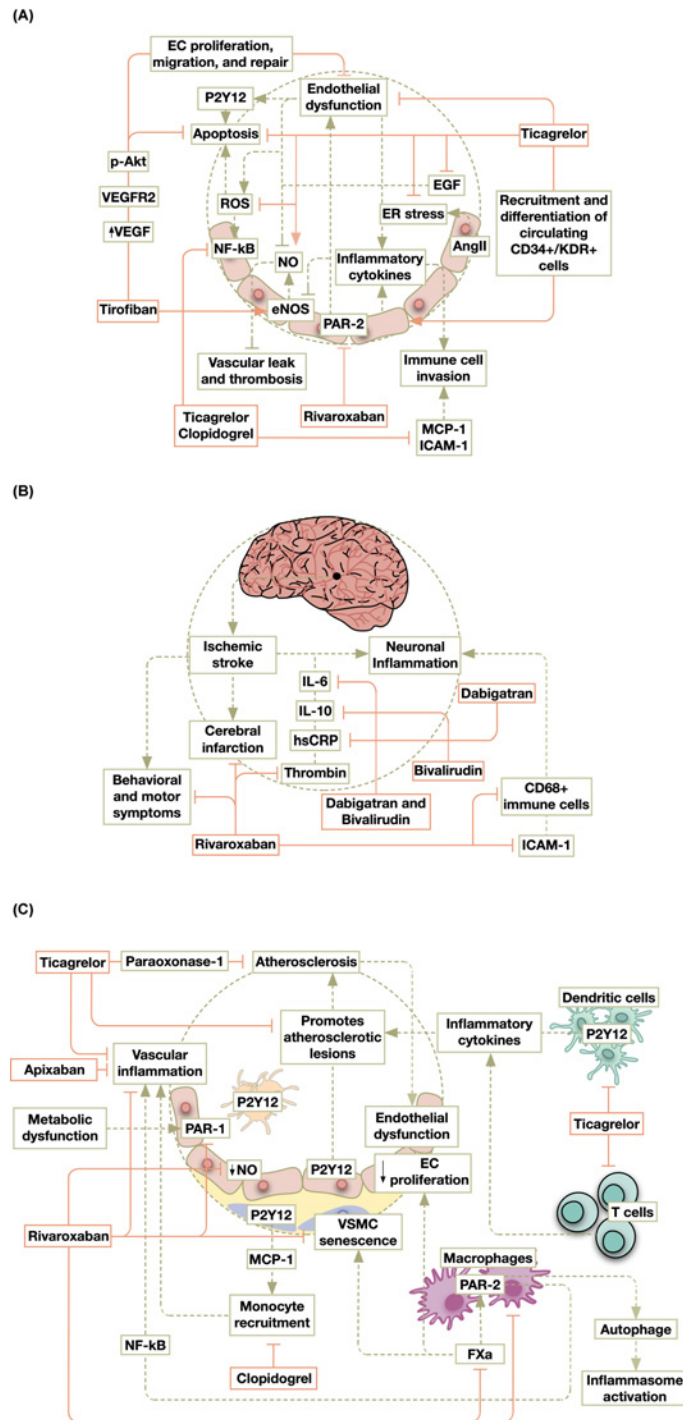 (A)
EC proliferation,
migration, and repair
P2Y12
Endothelial
dysfunction
Apoptosis
Ticagrelor
p-Akt
VEGFR2
VEGF
ROS
EGF
ER stress
Recruitment and
differentiation of
circulating
CD34+/KDR+
cells
NF-kB
NO
Inflammatory
cytokines
AngII
Tirofiban
eNOS
PAR-2
Vascular leak
and thrombosis
Immune cell
invasion
Ticagrelor
Clopidogrel
Rivaroxaban
MCP-1
ICAM-1
(B)
Ischemic
stroke
Neuronal
Inflammation
IL-6
Dabigatran
IL-10
Cerebral
infarction
hsCRP
Bivalirudin
Thrombin
Behavioral
and motor
symptoms
Dabigatran and
Bivalirudin
CD68+
immune cells
Rivaroxaban
ICAM-1
(C)
Ticagrelor
Paraoxonase-1
Atherosclerosis
Dendritic cells
P2Y12
Promotes
atherosclerotic
lesions
Inflammatory
cytokines
Vascular
inflammation
Apixaban
P2Y12
Metabolic
dysfunction
PAR-1
Endothelial
dysfunction
Ticagrelor
↓NO
P2Y12
↓ EC
proliferation
P2Y12
VSMC
senescence
T cells
Rivaroxaban
MCP-1
Macrophages
PAR-2
Monocyte
recruitment
Autophage
NF-kB
FXa
Clopidogrel
Inflammasome
activation